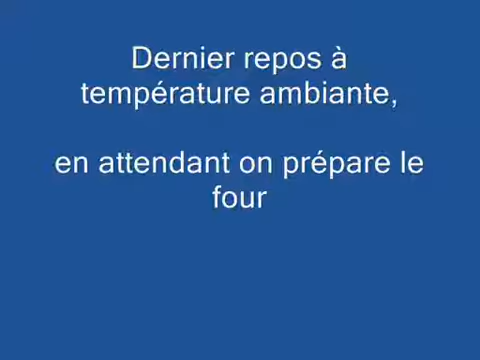 Dernier repos à
température ambiante,
en attendant on prépare le
four